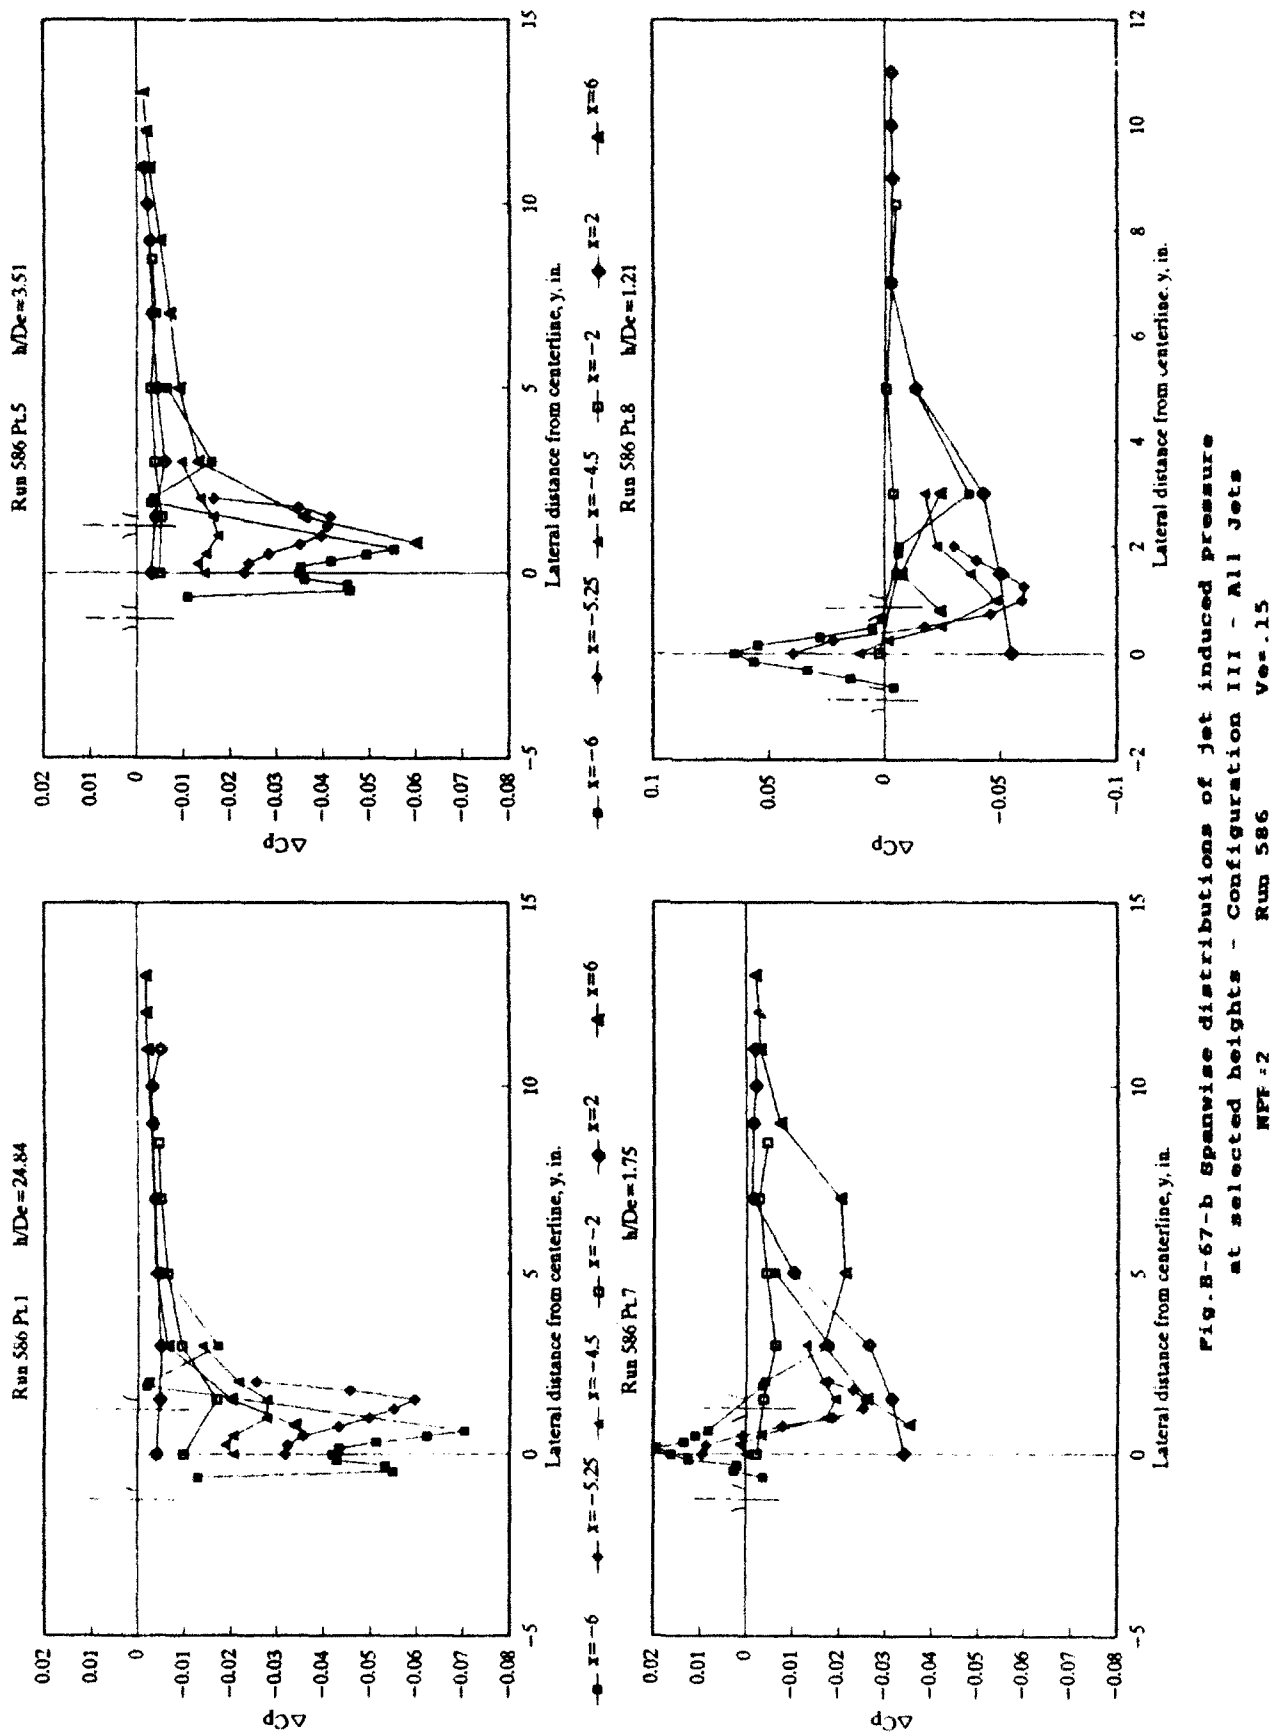 Run 586 Pt.1 h/De=24.84
0.02
0.01
0
-0.01
-0.02
-0.03
-0.04
-0.05
-0.06
-0.07
-0.08
ΔCp
-5 0 5 10 15
Lateral distance from centerline, y, in.
Run 586 Pt.5 h/De=3.51
0.02
0.01
0
-0.01
-0.02
-0.03
-0.04
-0.05
-0.06
-0.07
-0.08
ΔCp
-5 0 5 10 15
Lateral distance from centerline, y, in.
x=-6 x=-5.25 x=-4.5 x=-2 x=2 x=6
x=-6 x=-5.25 x=-4.5 x=-2 x=2 x=6
Run 586 Pt.7 h/De=1.75
0.02
0.01
0
-0.01
-0.02
-0.03
-0.04
-0.05
-0.06
-0.07
-0.08
ΔCp
-5 0 5 10 15
Lateral distance from centerline, y, in.
Run 586 Pt.8 h/De=1.21
0.1
0.05
0
-0.05
-0.1
ΔCp
-2 0 2 4 6 8 10 12
Lateral distance from centerline, y, in.
Fig.B-67-b Spanwise distributions of jet induced pressure
at selected heights - Configuration III - All Jets
NPR=2 Run 586 Ve=.15